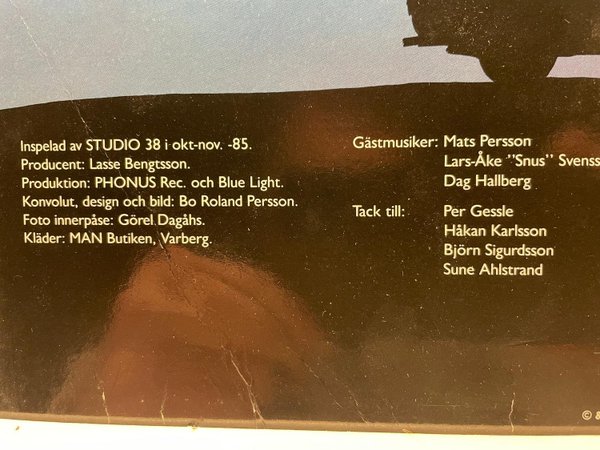 Inspelad av STUDIO 38 i okt-nov. -85.
Producent: Lasse Bengtsson.
Produktion: PHONUS Rec. och Blue Light.
Konvolut, design och bild: Bo Roland Persson.
Foto innerpåse: Görel Dagåhs.
Kläder: MAN Butiken, Varberg.
Gästmusiker: Mats Persson
Lars-Åke ”Snus” Svenss
Dag Hallberg
Tack till: Per Gessle
Håkan Karlsson
Björn Sigurdsson
Sune Ahlstrand
© 8